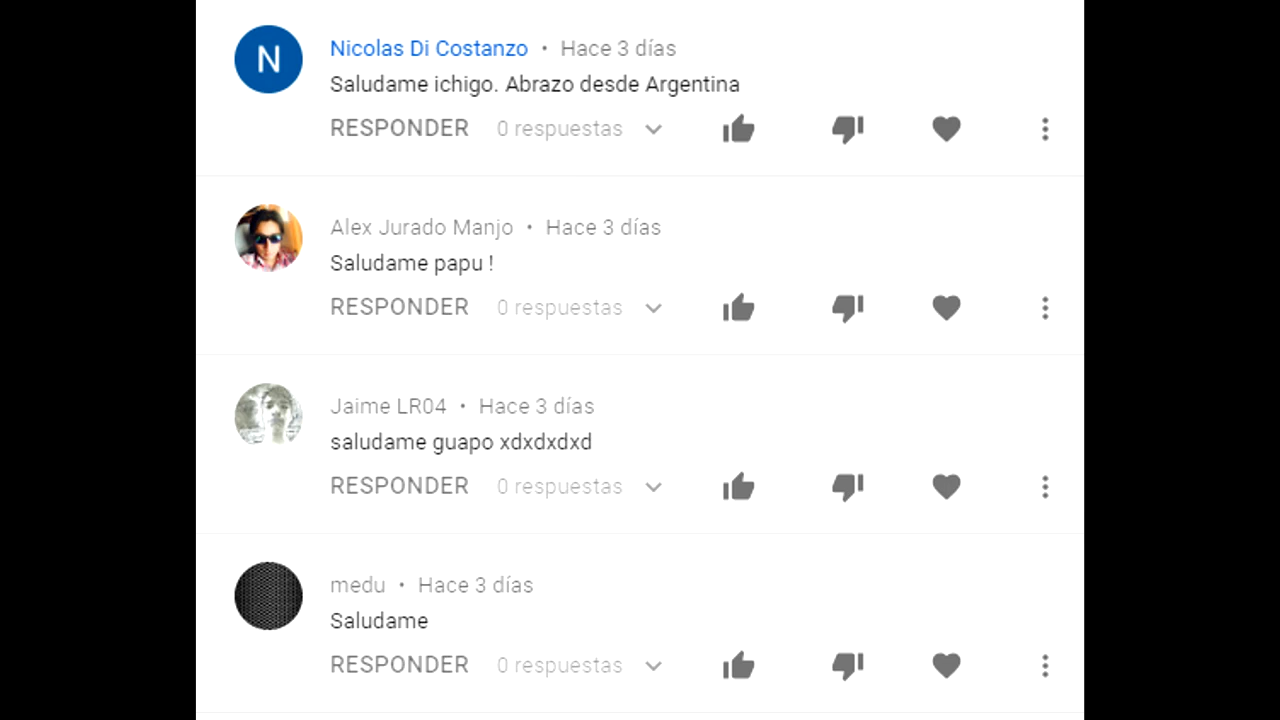 N
Nicolas Di Costanzo • Hace 3 días
Saludame ichigo. Abrazo desde Argentina
RESPONDER 0 respuestas
Alex Jurado Manjo • Hace 3 días
Saludame papu !
RESPONDER 0 respuestas
Jaime LR04 • Hace 3 días
saludame guapo xdxdxdxd
RESPONDER 0 respuestas
medu • Hace 3 días
Saludame
RESPONDER 0 respuestas